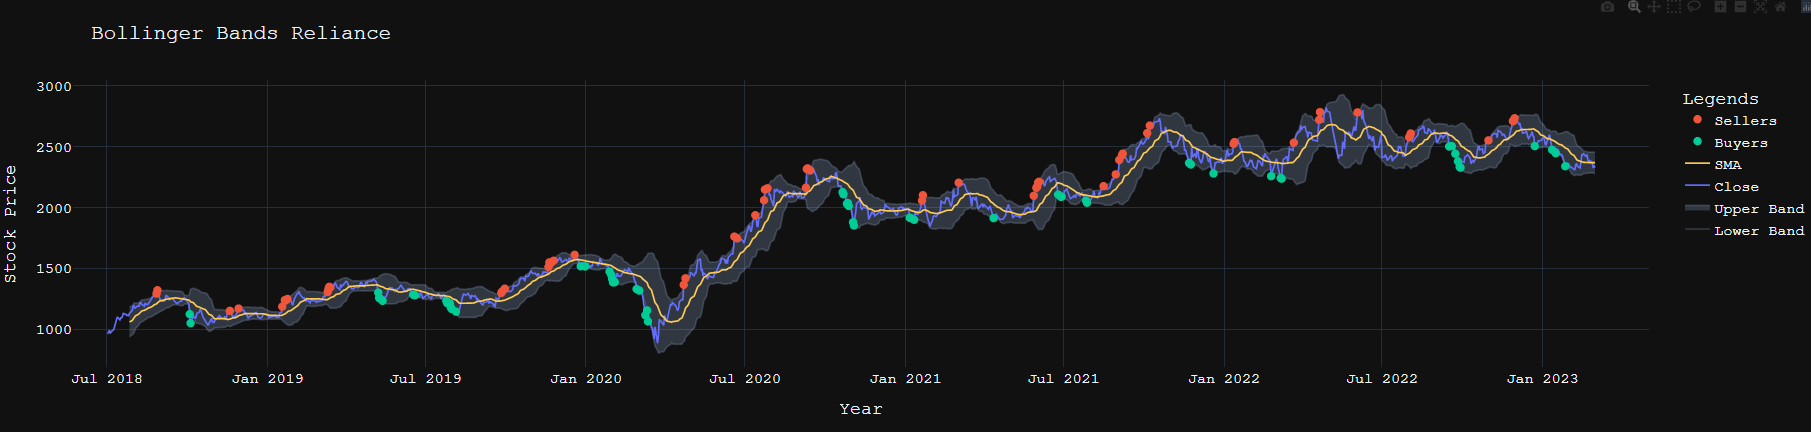 Bollinger Bands Reliance
3000
2500
2000
1500
1000
Stock Price
Jul 2018 Jan 2019 Jul 2019 Jan 2020 Jul 2020 Jan 2021 Jul 2021 Jan 2022 Jul 2022 Jan 2023
Year
Legends
Sellers
Buyers
SMA
Close
Upper Band
Lower Band